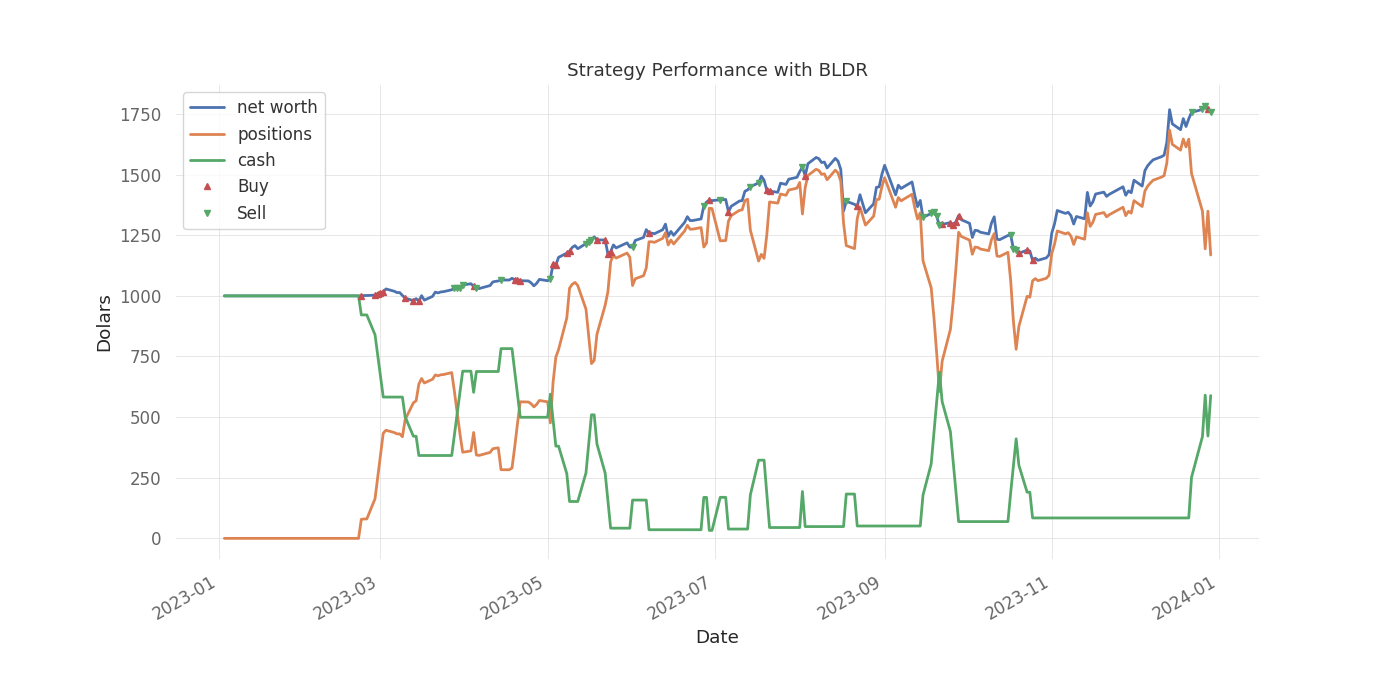 Strategy Performance with BLDR
net worth
positions
cash
Buy
Sell
1750
1500
1250
1000
750
500
250
0
Dolars
2023-01
2023-03
2023-05
2023-07
2023-09
2023-11
2024-01
Date